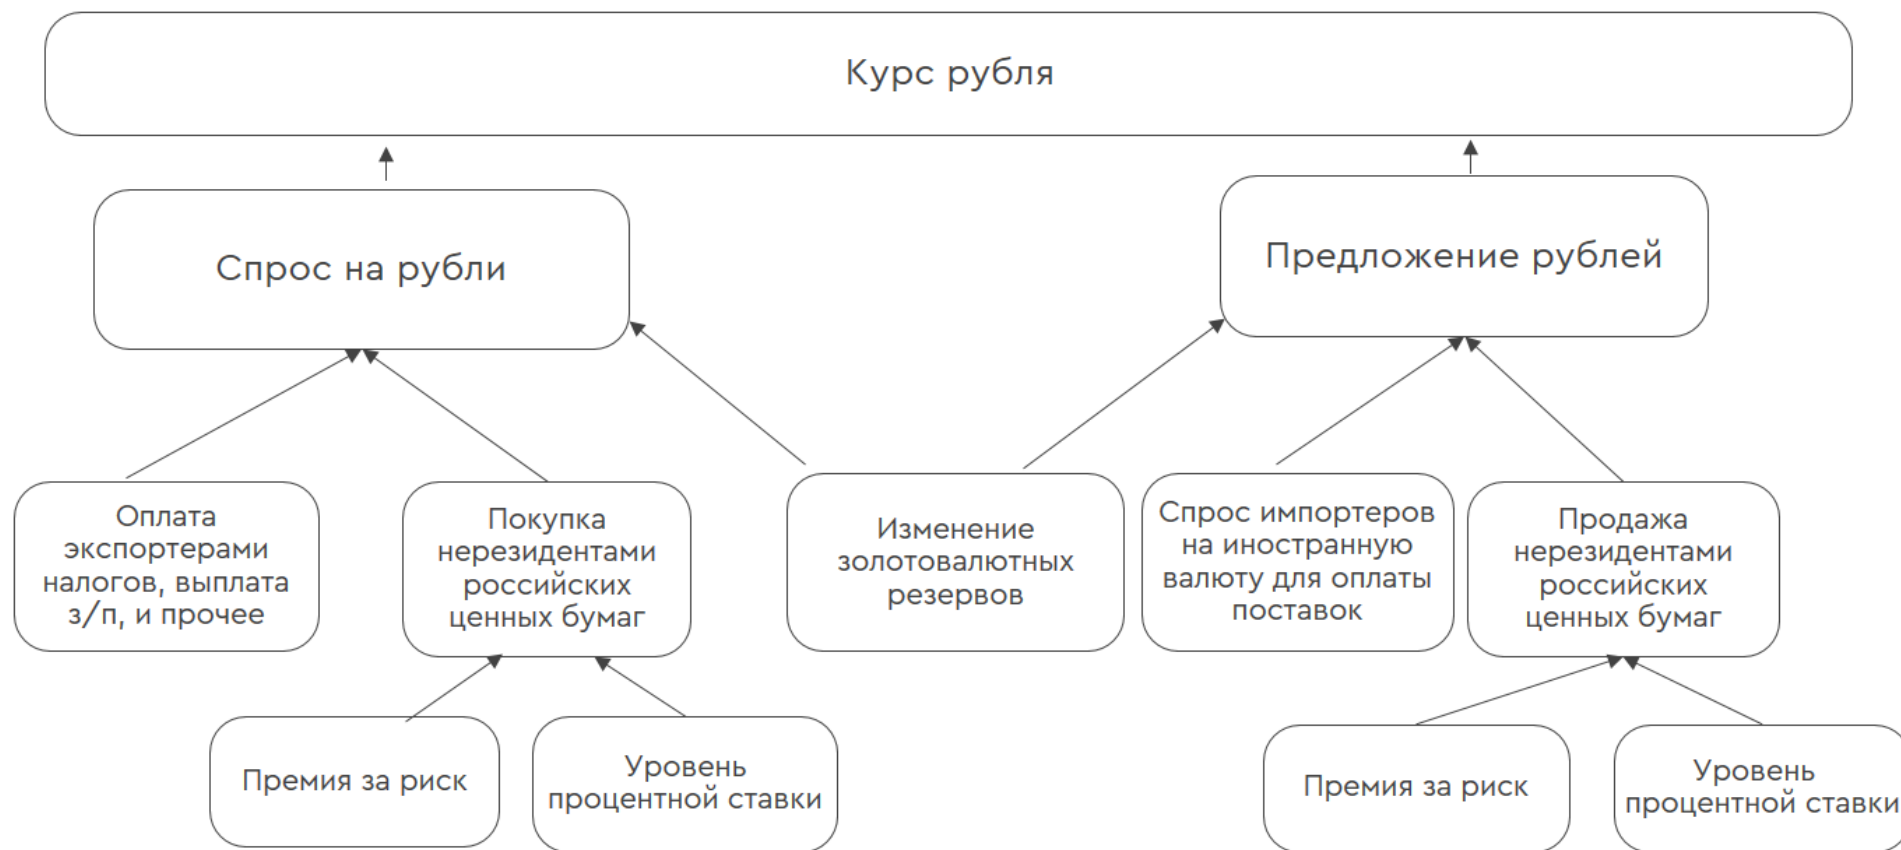 Курс рубля
Спрос на рубли
Предложение рублей
Оплата
экспортерами
налогов, выплата
з/п, и прочее
Покупка
нерезидентами
российских
ценных бумаг
Изменение
золотовалютных
резервов
Спрос импортеров
на иностранную
валюту для оплаты
поставок
Продажа
нерезидентами
российских
ценных бумаг
Премия за риск
Уровень
процентной ставки
Премия за риск
Уровень
процентной ставки